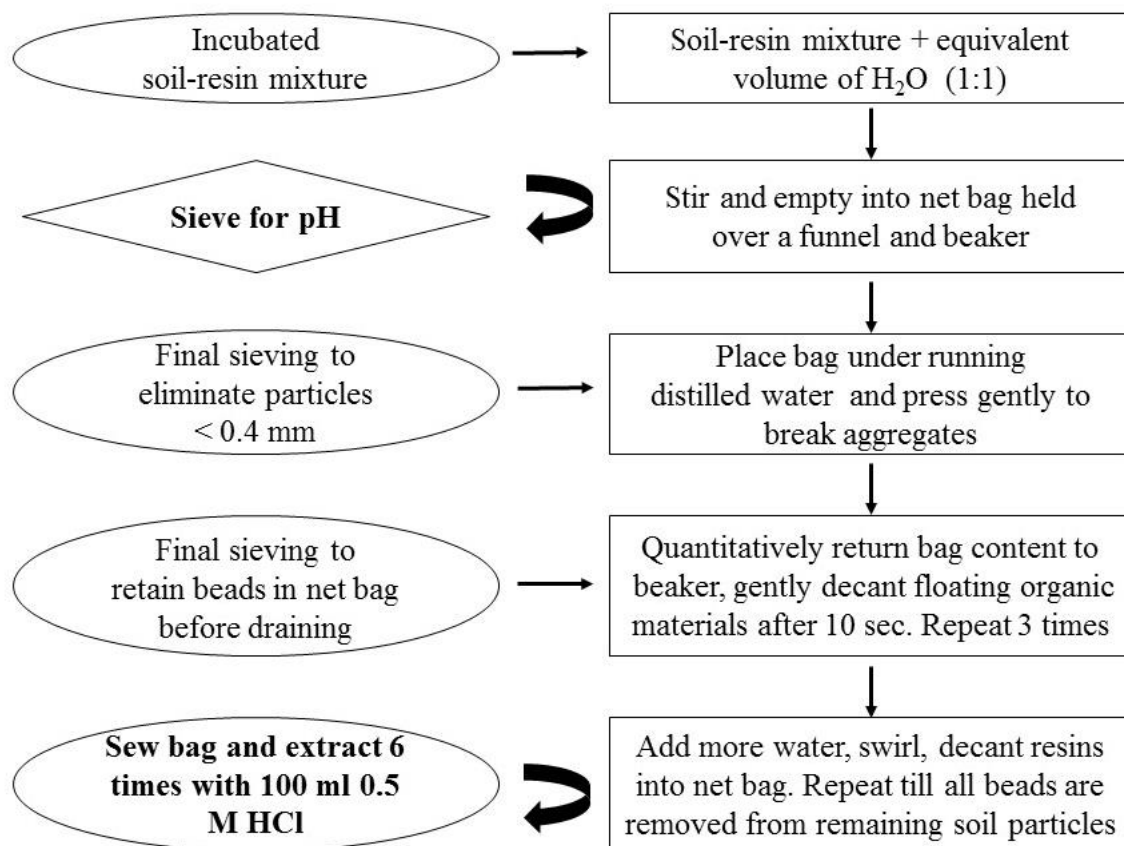 Incubated
soil-resin mixture
Soil-resin mixture + equivalent
volume of H₂O (1:1)
Sieve for pH
Stir and empty into net bag held
over a funnel and beaker
Final sieving to
eliminate particles
< 0.4 mm
Place bag under running
distilled water and press gently to
break aggregates
Final sieving to
retain beads in net bag
before draining
Quantitatively return bag content to
beaker, gently decant floating organic
materials after 10 sec. Repeat 3 times
Sew bag and extract 6
times with 100 ml 0.5
M HCl
Add more water, swirl, decant resins
into net bag. Repeat till all beads are
removed from remaining soil particles